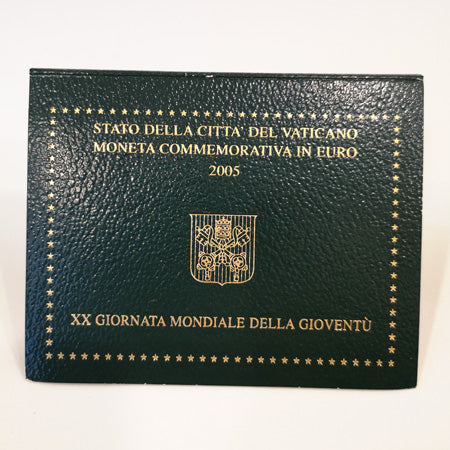 STATO DELLA CITTA' DEL VATICANO
MONETA COMMEMORATIVA IN EURO
2005
XX GIORNATA MONDIALE DELLA GIOVENTÙ